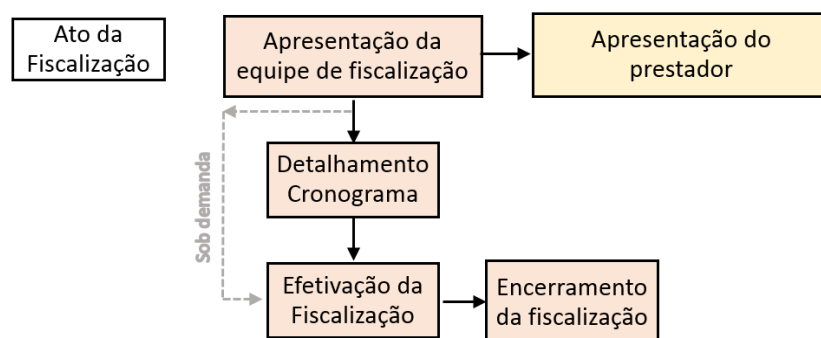 Ato da
Fiscalização
Apresentação da
equipe de fiscalização
Apresentação do
prestador
Sob demanda
Detalhamento
Cronograma
Efetivação da
Fiscalização
Encerramento
da fiscalização